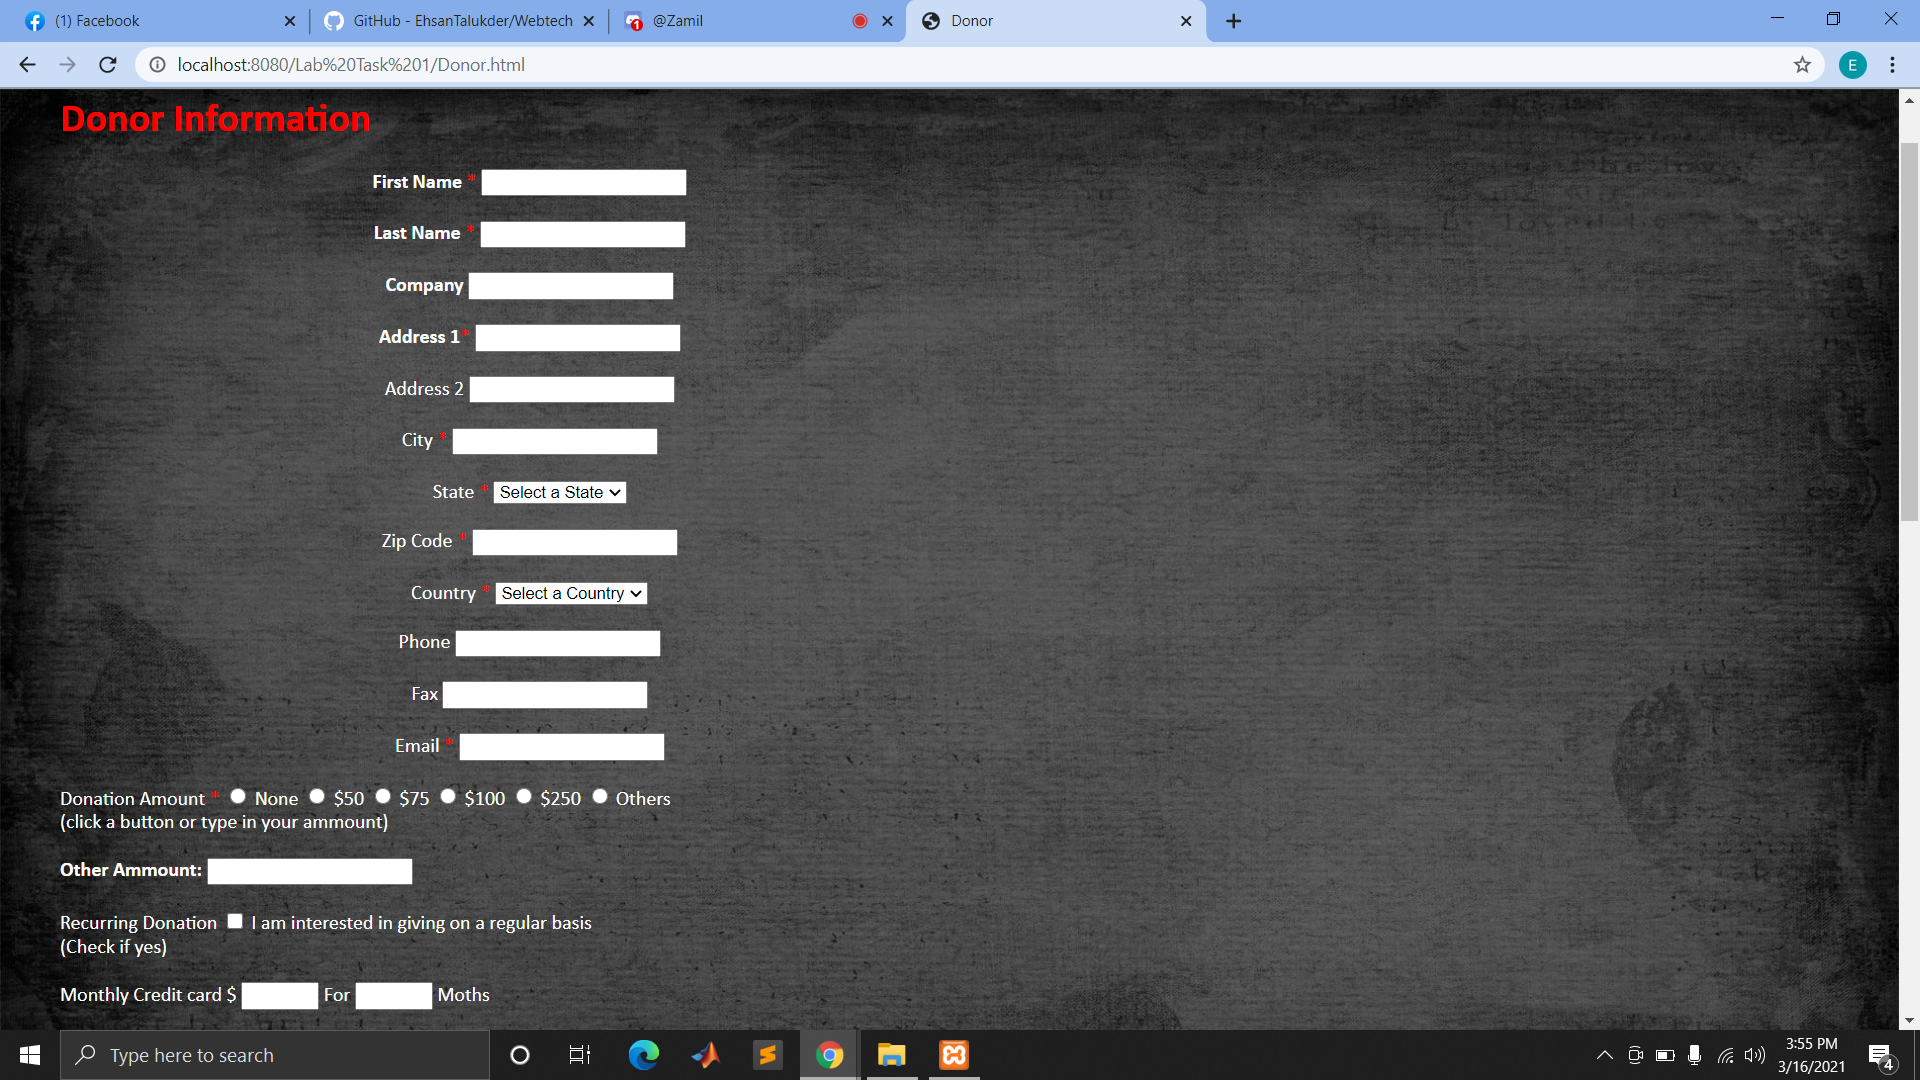 (1) Facebook
GitHub - EhsanTalukder/Webtech
@Zamil
Donor
localhost:8080/Lab%20Task%201/Donor.html
E
Donor Information
First Name *
Last Name *
Company
Address 1*
Address 2
City *
State * Select a State
Zip Code *
Country * Select a Country
Phone
Fax
Email *
Donation Amount * None $50 $75 $100 $250 Others
(click a button or type in your ammount)
Other Ammount:
Recurring Donation I am interested in giving on a regular basis
(Check if yes)
Monthly Credit card $ For Moths
Type here to search
3:55 PM
3/16/2021
4